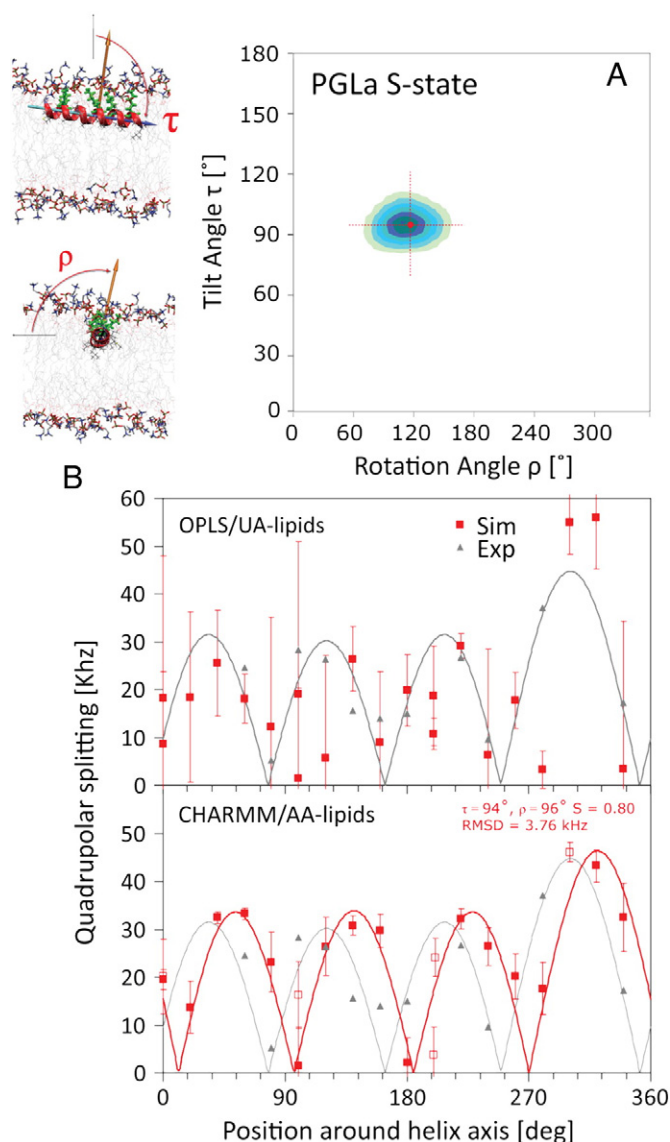 A
PGLa S-state
τ
ρ
Tilt Angle τ [°]
180
150
120
90
60
30
0
0 60 120 180 240 300
Rotation Angle ρ [°]
B
OPLS/UA-lipids
Sim
Exp
60
50
40
30
20
10
0
Quadrupolar splitting [Khz]
CHARMM/AA-lipids
τ = 94°, ρ = 96° S = 0.80
RMSD = 3.76 kHz
50
40
30
20
10
0
0 90 180 270 360
Position around helix axis [deg]